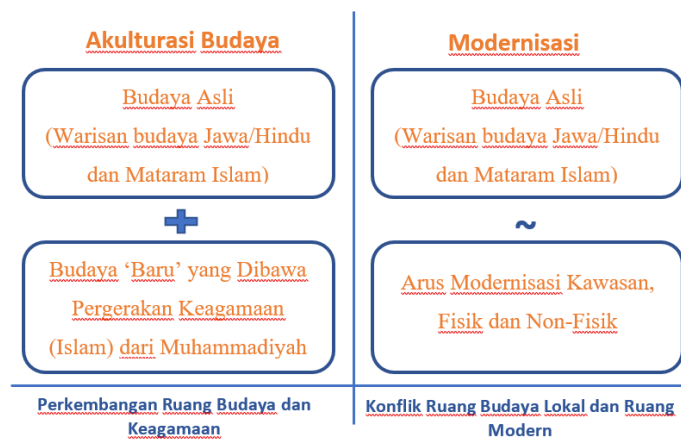 Akulturasi Budaya
Budaya Asli
(Warisan budaya Jawa/Hindu
dan Mataram Islam)
+
Budaya ‘Baru’ yang Dibawa
Pergerakan Keagamaan
(Islam) dari Muhammadiyah
Perkembangan Ruang Budaya dan
Keagamaan
Modernisasi
Budaya Asli
(Warisan budaya Jawa/Hindu
dan Mataram Islam)
~
Arus Modernisasi Kawasan,
Fisik dan Non-Fisik
Konflik Ruang Budaya Lokal dan Ruang
Modern